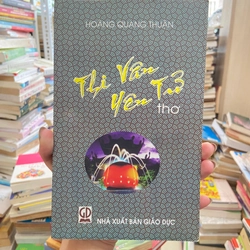 HOÀNG QUANG THUẬN
Thi Vân
Yên Tử
thơ
NHÀ XUẤT BẢN GIÁO DỤC